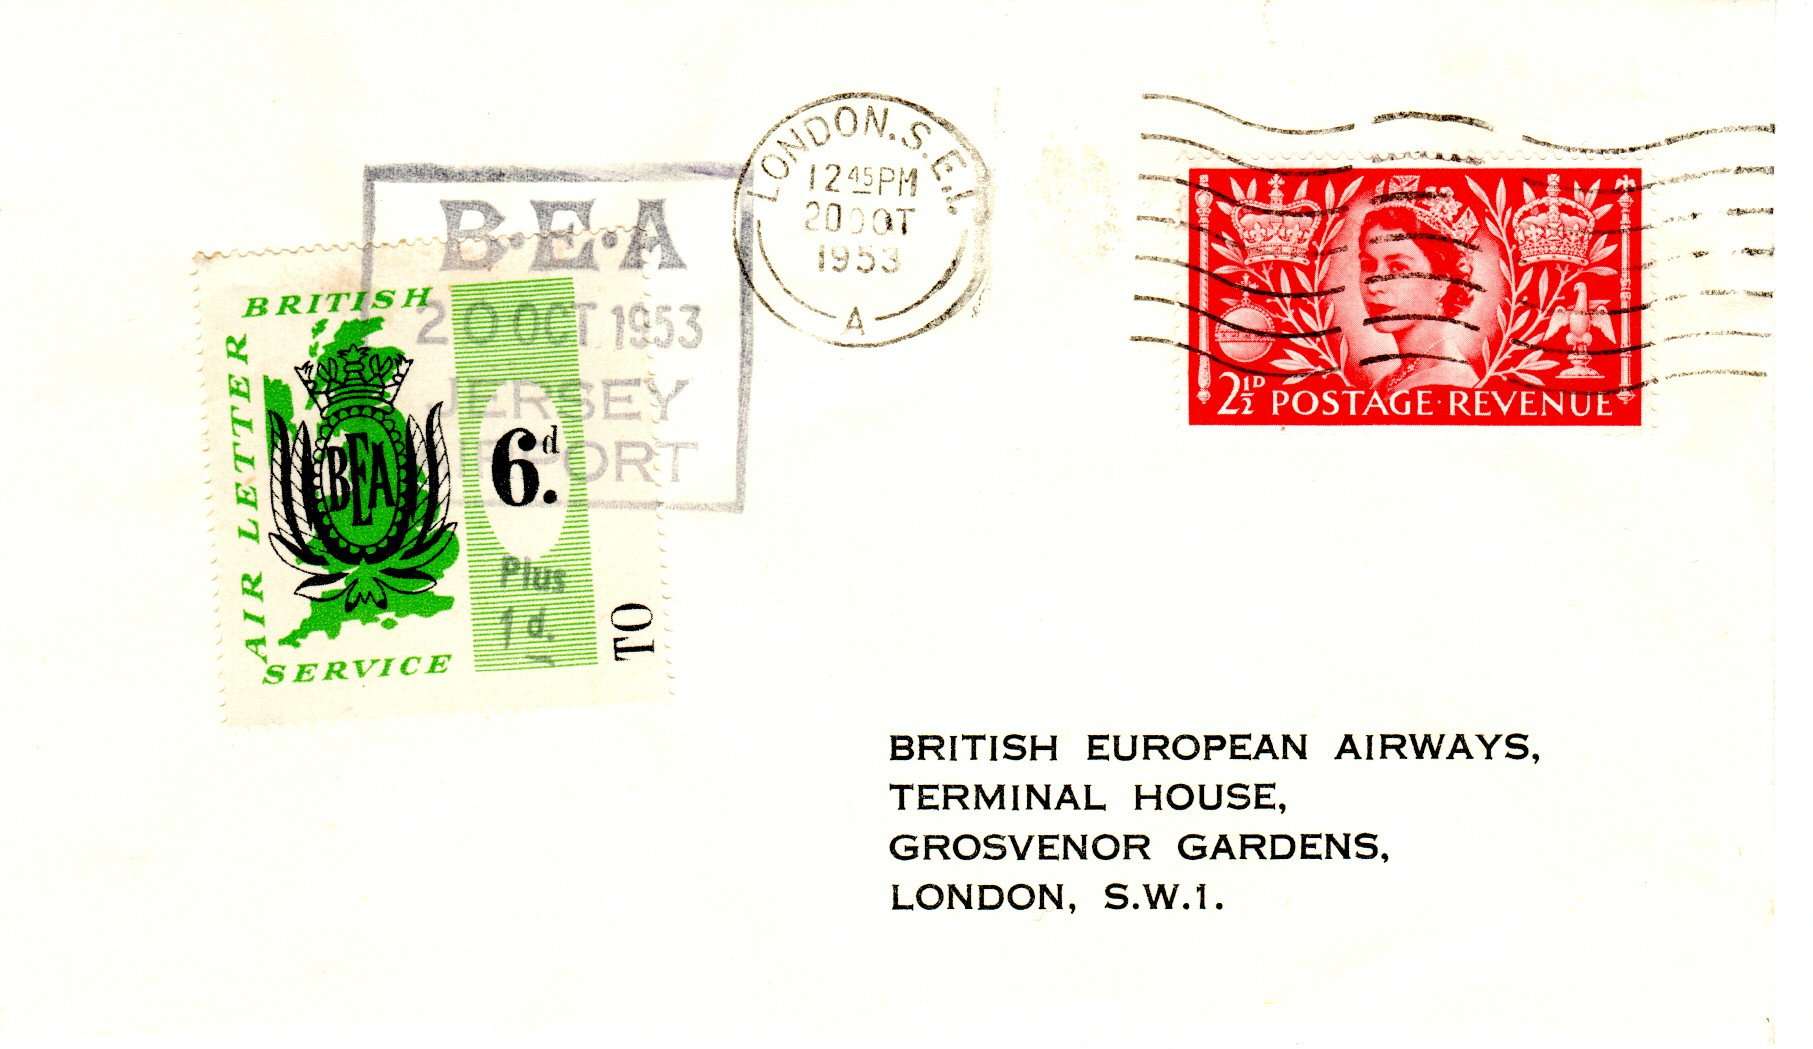 B·E·A
20 OCT 1953
JERSEY
RPORT
BRITISH
AIR LETTER
SERVICE
BEA
6d.
Plus
1d.
TO
LONDON. S.E.1.
12 45 PM
20 OCT
1953
A
2½D POSTAGE·REVENUE
BRITISH EUROPEAN AIRWAYS,
TERMINAL HOUSE,
GROSVENOR GARDENS,
LONDON, S.W.1.